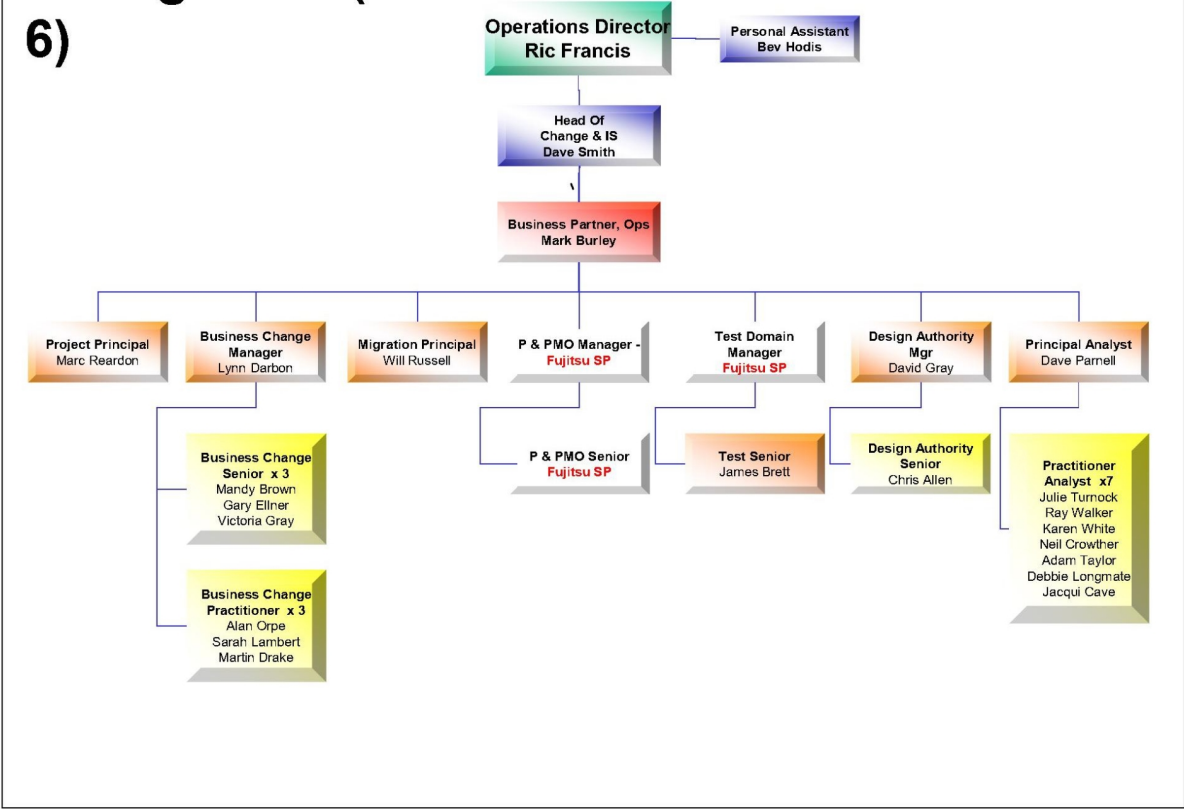 6)
Operations Director
Ric Francis
Personal Assistant
Bev Hodis
Head Of
Change & IS
Dave Smith
Business Partner, Ops
Mark Burley
Project Principal
Marc Reardon
Business Change
Manager
Lynn Darbon
Migration Principal
Will Russell
P & PMO Manager -
Fujitsu SP
Test Domain
Manager
Fujitsu SP
Design Authority
Mgr
David Gray
Principal Analyst
Dave Parnell
Business Change
Senior x 3
Mandy Brown
Gary Ellner
Victoria Gray
P & PMO Senior
Fujitsu SP
Test Senior
James Brett
Design Authority
Senior
Chris Allen
Practitioner
Analyst x7
Julie Turnock
Ray Walker
Karen White
Neil Crowther
Adam Taylor
Debbie Longmate
Jacqui Cave
Business Change
Practitioner x 3
Alan Orpe
Sarah Lambert
Martin Drake